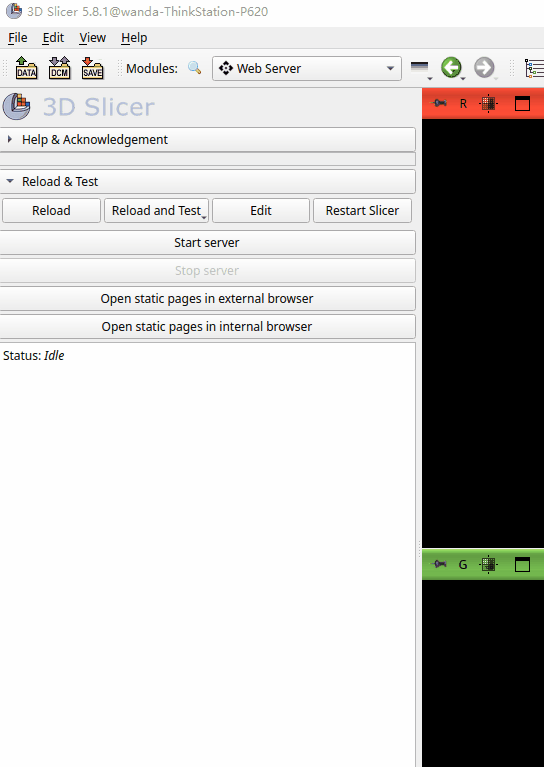 3D Slicer 5.8.1@wanda-ThinkStation-P620
File Edit View Help
DATA DCM SAVE Modules: Web Server
3D Slicer
R
Help & Acknowledgement
Reload & Test
Reload Reload and Test Edit Restart Slicer
Start server
Stop server
Open static pages in external browser
Open static pages in internal browser
Status: Idle
G